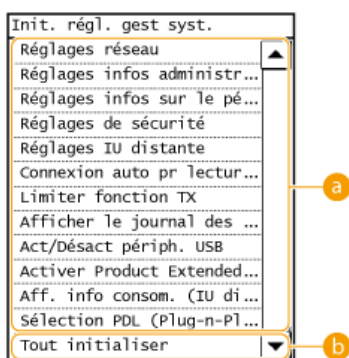 Init. régl. gest syst.
Réglages réseau
Réglages infos administr...
Réglages infos sur le pé...
Réglages de sécurité
Réglages IU distante
Connexion auto pr lectur...
Limiter fonction TX
Afficher le journal des ...
Act/Désact périph. USB
Activer Product Extended...
Aff. info consom. (IU di...
Sélection PDL (Plug-n-Pl...
Tout initialiser
a
b